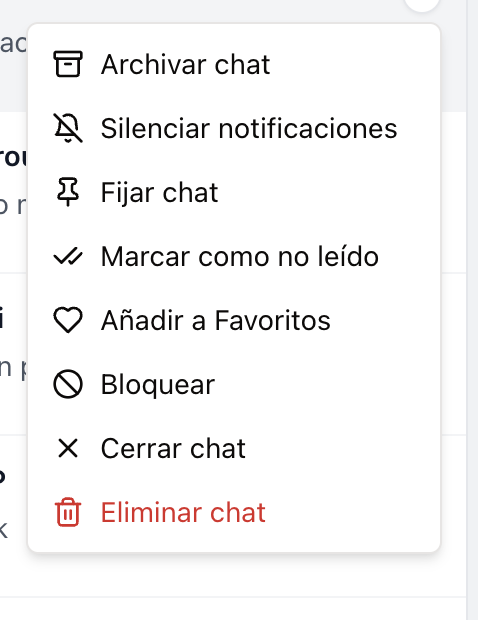 Archivar chat
Silenciar notificaciones
Fijar chat
Marcar como no leído
Añadir a Favoritos
Bloquear
Cerrar chat
Eliminar chat